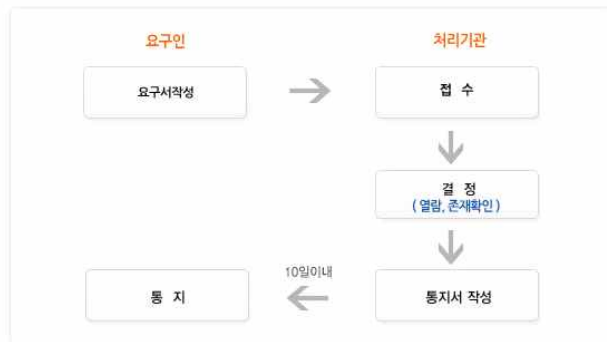 요구인
처리기관
요구서작성
접 수
결 정
( 열람, 존재확인 )
10일이내
통 지
통지서 작성